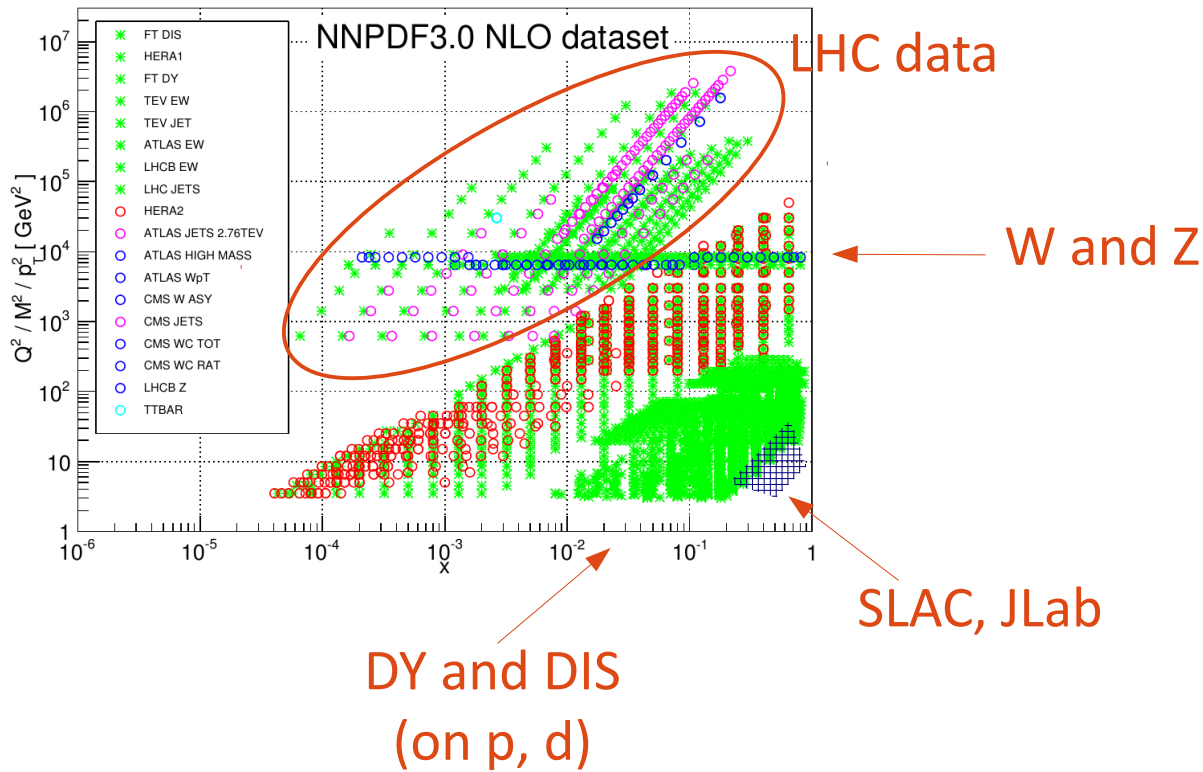 NNPDF3.0 NLO dataset
LHC data
FT DIS
HERA1
FT DY
TEV EW
TEV JET
ATLAS EW
LHCB EW
LHC JETS
HERA2
ATLAS JETS 2.76TEV
ATLAS HIGH MASS
ATLAS WpT
CMS W ASY
CMS JETS
CMS WC TOT
CMS WC RAT
LHCB Z
TTBAR
Q² / M² / p_T² [ GeV² ]
10⁷
10⁶
10⁵
10⁴
10³
10²
10
1
W and Z
10⁻⁶
10⁻⁵
10⁻⁴
10⁻³
10⁻²
10⁻¹
1
x
SLAC, JLab
DY and DIS
(on p, d)